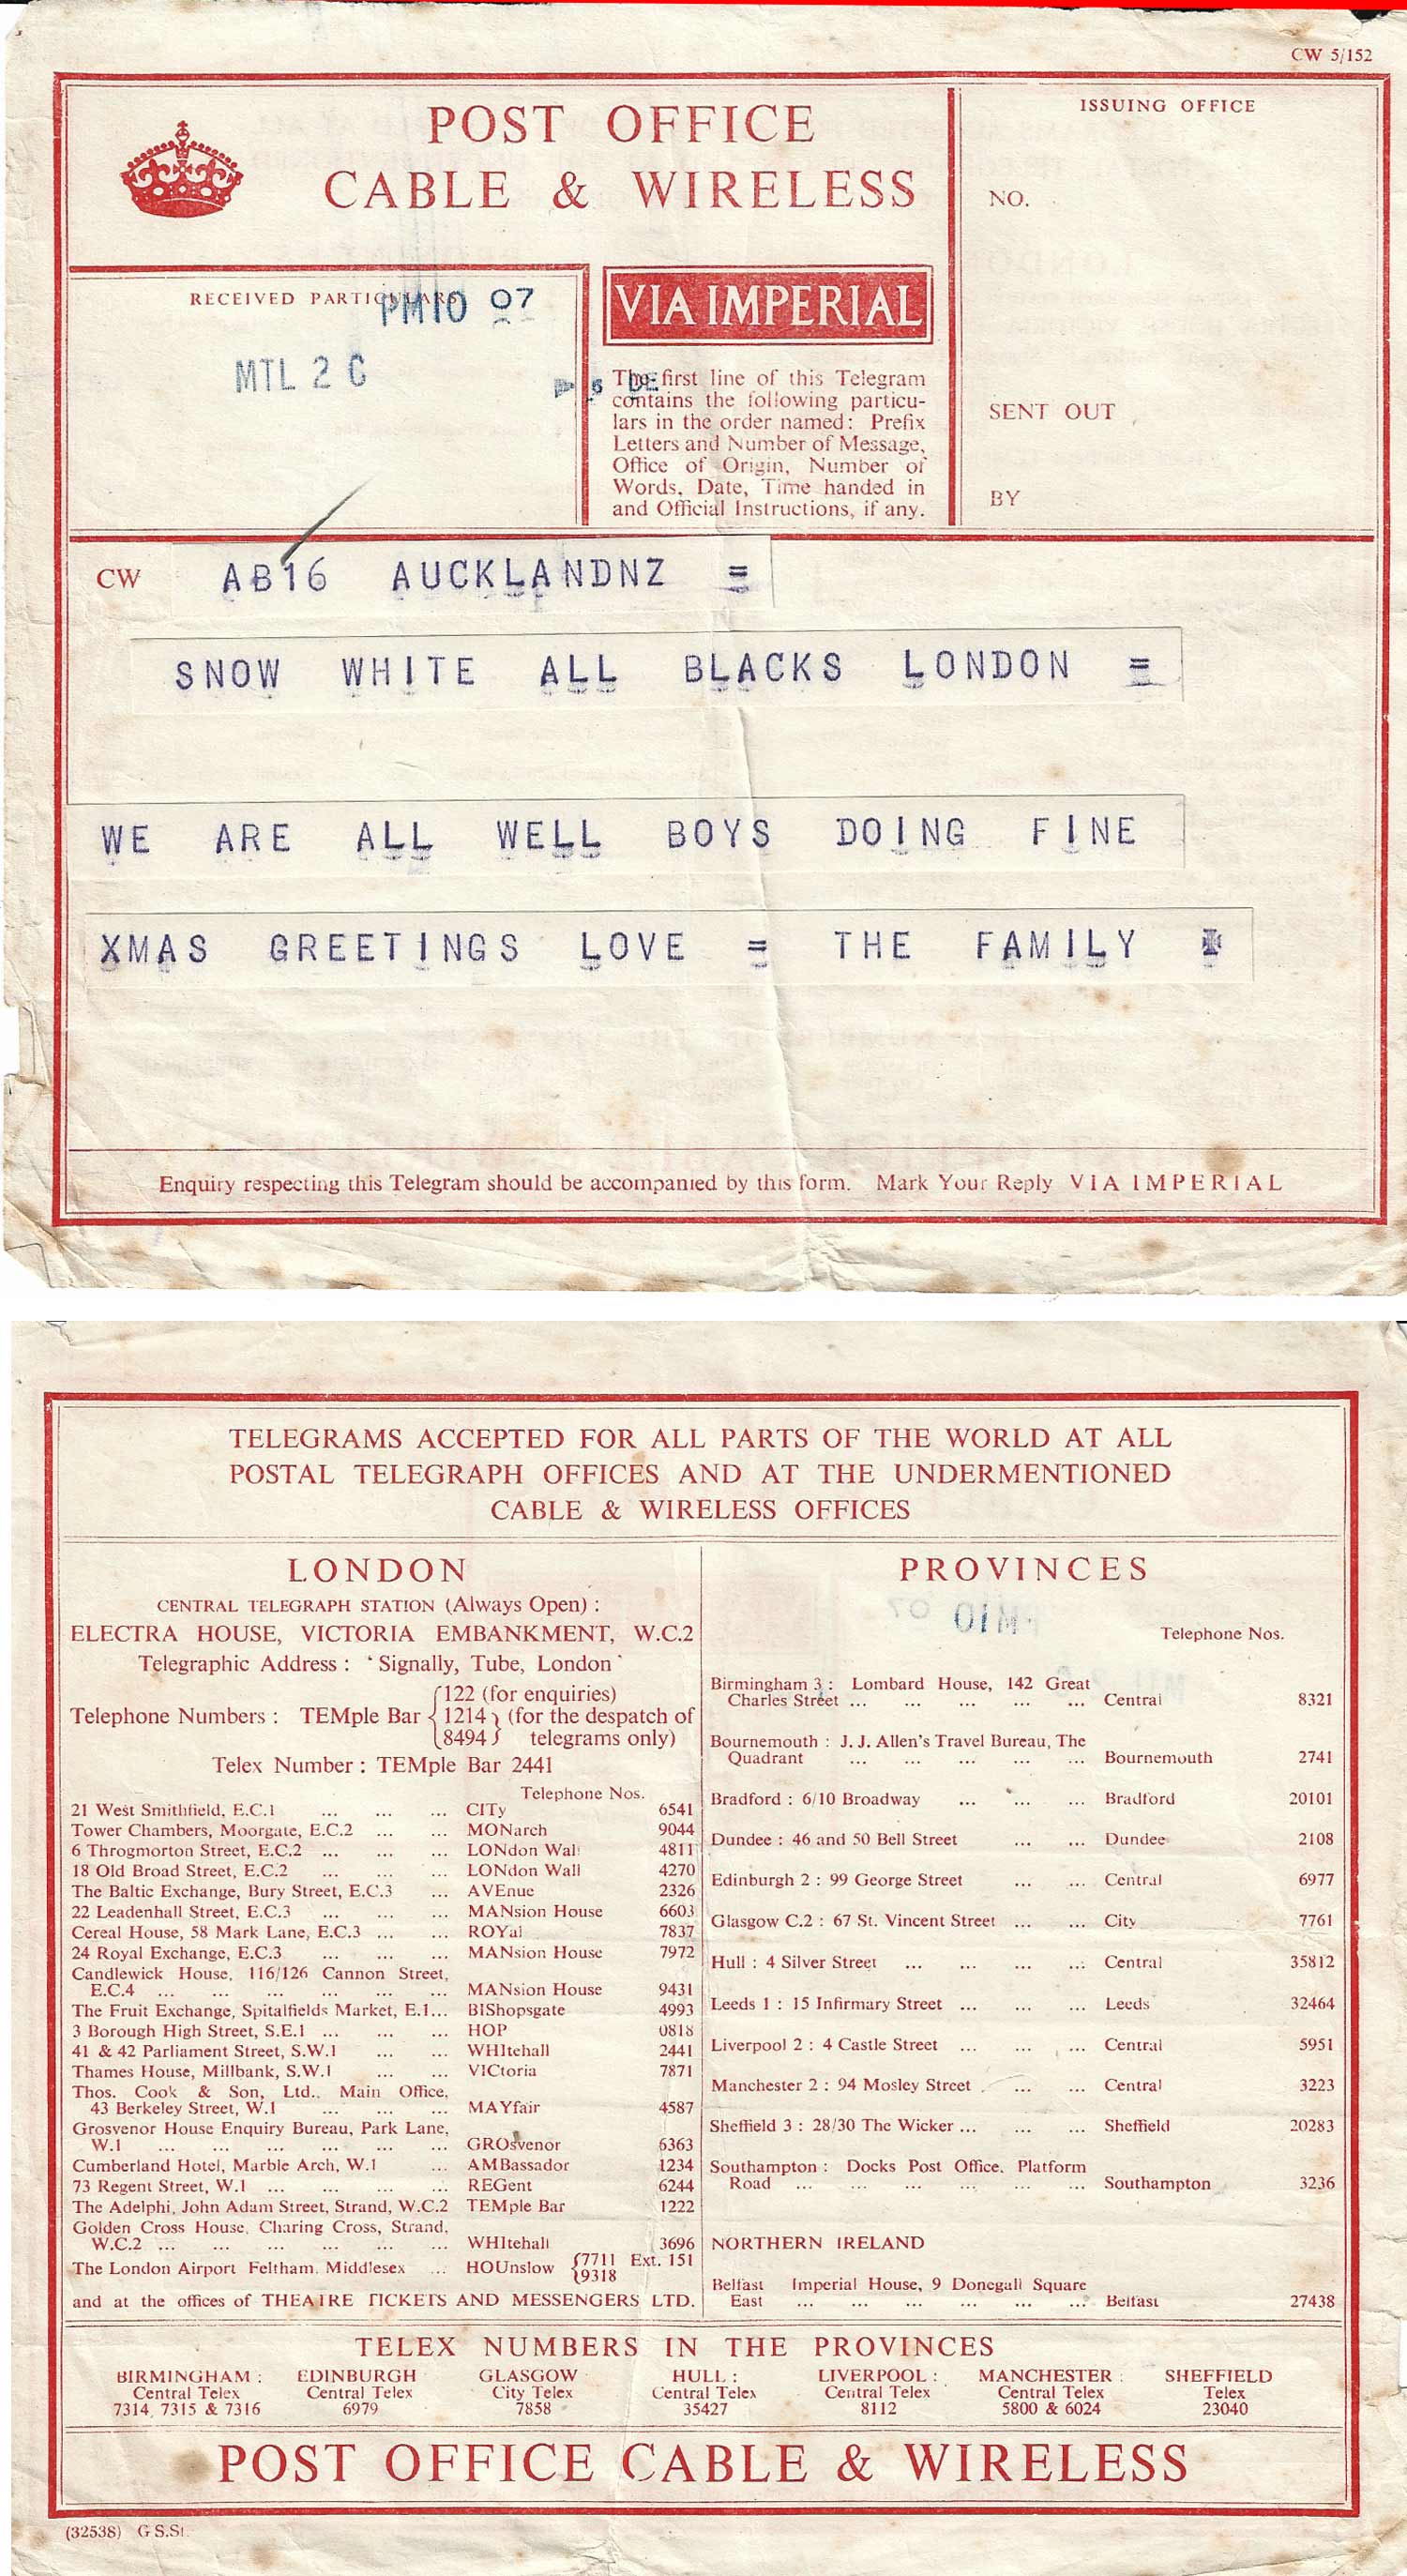 CW 5/152
POST OFFICE
CABLE & WIRELESS
ISSUING OFFICE
NO.
RECEIVED PARTICULARS
PM10 07
MTL 2 C
VIA IMPERIAL
6 DE
The first line of this Telegram
contains the following particu-
lars in the order named: Prefix
Letters and Number of Message,
Office of Origin, Number of
Words, Date, Time handed in
and Official Instructions, if any.
SENT OUT
BY
CW AB16 AUCKLANDNZ =
SNOW WHITE ALL BLACKS LONDON =
WE ARE ALL WELL BOYS DOING FINE
XMAS GREETINGS LOVE = THE FAMILY
Enquiry respecting this Telegram should be accompanied by this form. Mark Your Reply VIA IMPERIAL
TELEGRAMS ACCEPTED FOR ALL PARTS OF THE WORLD AT ALL
POSTAL TELEGRAPH OFFICES AND AT THE UNDERMENTIONED
CABLE & WIRELESS OFFICES
LONDON
CENTRAL TELEGRAPH STATION (Always Open) :
ELECTRA HOUSE, VICTORIA EMBANKMENT, W.C.2
Telegraphic Address : ‘Signally, Tube, London’
Telephone Numbers : TEMple Bar
122 (for enquiries)
1214 (for the despatch of
8494 telegrams only)
Telex Number : TEMple Bar 2441
Telephone Nos.
21 West Smithfield, E.C.1 ... ... ... CITy 6541
Tower Chambers, Moorgate, E.C.2 ... ... MONarch 9044
6 Throgmorton Street, E.C.2 ... ... ... LONdon Wall 4811
18 Old Broad Street, E.C.2 ... ... LONdon Wall 4270
The Baltic Exchange, Bury Street, E.C.3 ... AVEnue 2326
22 Leadenhall Street, E.C.3 ... ... ... MANsion House 6603
Cereal House, 58 Mark Lane, E.C.3 ... ... ROYal 7837
24 Royal Exchange, E.C.3 ... ... ... MANsion House 7972
Candlewick House, 116/126 Cannon Street,
E.C.4 ... ... ... ... ... ... MANsion House 9431
The Fruit Exchange, Spitalfields Market, E.1... BIShopsgate 4993
3 Borough High Street, S.E.1 ... ... ... HOP 0818
41 & 42 Parliament Street, S.W.1 ... ... WHItehall 2441
Thames House, Millbank, S.W.1 ... ... VICtoria 7871
Thos. Cook & Son, Ltd., Main Office,
43 Berkeley Street, W.1 ... ... ... MAYfair 4587
Grosvenor House Enquiry Bureau, Park Lane,
W.1 ... ... ... ... ... ... GROsvenor 6363
Cumberland Hotel, Marble Arch, W.1 ... AMBassador 1234
73 Regent Street, W.1 ... ... ... ... REGent 6244
The Adelphi, John Adam Street, Strand, W.C.2 TEMple Bar 1222
Golden Cross House, Charing Cross, Strand,
W.C.2 ... ... ... ... ... ... WHItehall 3696
The London Airport Feltham, Middlesex ... HOUnslow 7711 Ext. 151
9318
and at the offices of THEATRE TICKETS AND MESSENGERS LTD.
PROVINCES
Telephone Nos.
Birmingham 3 : Lombard House, 142 Great
Charles Street ... ... ... ... ... Central 8321
Bournemouth : J. J. Allen's Travel Bureau, The
Quadrant ... ... ... ... ... Bournemouth 2741
Bradford : 6/10 Broadway ... ... ... Bradford 20101
Dundee : 46 and 50 Bell Street ... ... Dundee 2108
Edinburgh 2 : 99 George Street ... ... Central 6977
Glasgow C.2 : 67 St. Vincent Street ... ... City 7761
Hull : 4 Silver Street ... ... ... ... Central 35812
Leeds 1 : 15 Infirmary Street ... ... ... Leeds 32464
Liverpool 2 : 4 Castle Street ... ... ... Central 5951
Manchester 2 : 94 Mosley Street ... ... Central 3223
Sheffield 3 : 28/30 The Wicker ... ... ... Sheffield 20283
Southampton : Docks Post Office, Platform
Road ... ... ... ... ... ... Southampton 3236
NORTHERN IRELAND
Belfast Imperial House, 9 Donegall Square
East ... ... ... ... ... ... Belfast 27438
TELEX NUMBERS IN THE PROVINCES
BIRMINGHAM : EDINBURGH GLASGOW HULL : LIVERPOOL : MANCHESTER : SHEFFIELD
Central Telex Central Telex City Telex Central Telex Central Telex Central Telex Telex
7314, 7315 & 7316 6979 7858 35427 8112 5800 & 6024 23040
POST OFFICE CABLE & WIRELESS
(32538) G.S.St.